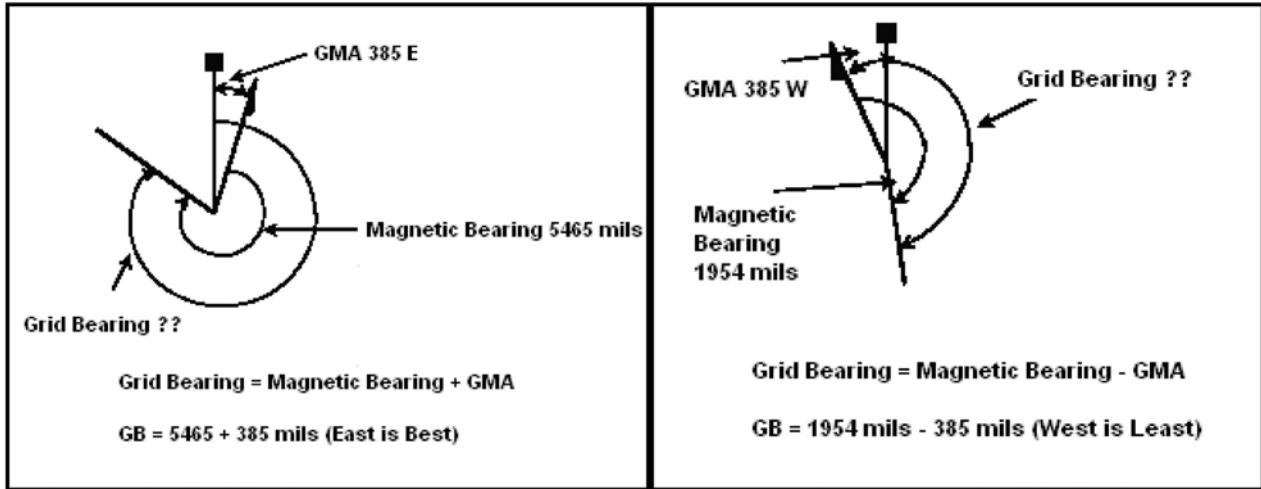 GMA 385 E
Magnetic Bearing 5465 mils
Grid Bearing ??
Grid Bearing = Magnetic Bearing + GMA
GB = 5465 + 385 mils (East is Best)
GMA 385 W
Grid Bearing ??
Magnetic
Bearing
1954 mils
Grid Bearing = Magnetic Bearing - GMA
GB = 1954 mils - 385 mils (West is Least)